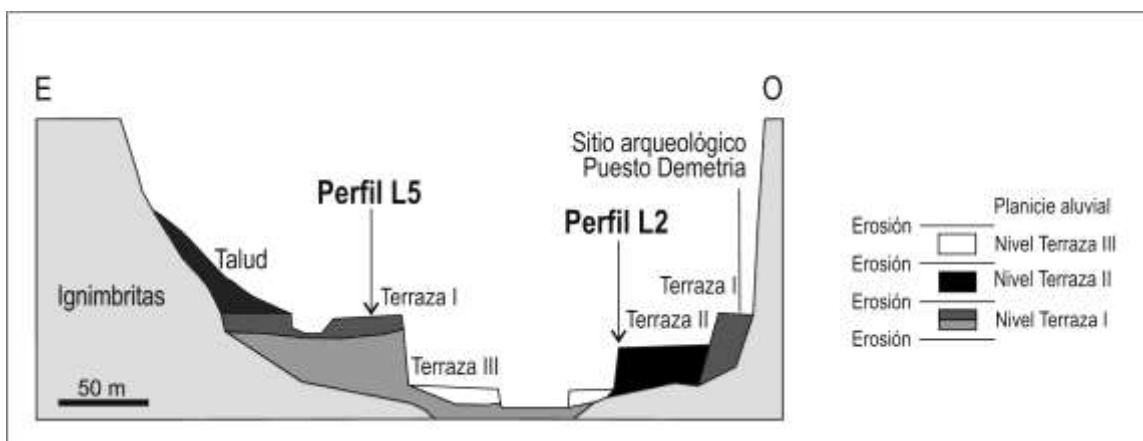 E
O
Sitio arqueológico
Puesto Demetria
Perfil L5
Perfil L2
Talud
Ignimbritas
Terraza I
Terraza I
Terraza II
Terraza III
50 m
Planicie aluvial
Erosión
Nivel Terraza III
Erosión
Nivel Terraza II
Erosión
Nivel Terraza I
Erosión